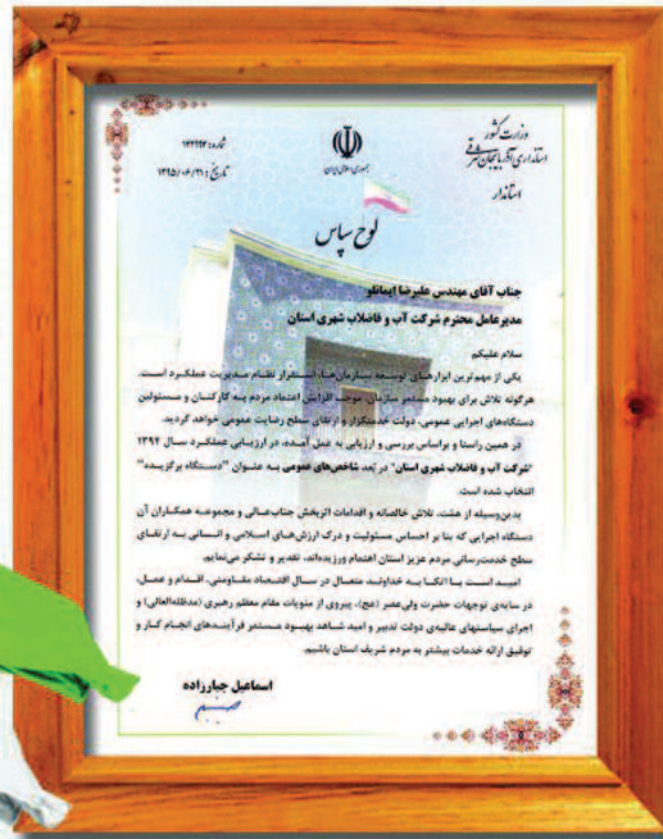 وزارت کشور
استانداری آذربایجان شرقی
استاندار
جمهوری اسلامی ایران
شماره: ۱۴۲۹۹۴
تاریخ: ۱۳۹۵/۰۶/۲۱
لوح سپاس
جناب آقای مهندس علیرضا ایمانلو
مدیرعامل محترم شرکت آب و فاضلاب شهری استان
سلام علیکم
یکی از مهم‌ترین ابزارهای توسعه سازمان‌ها، استقرار نظام مدیریت عملکرد است.
هرگونه تلاش برای بهبود مستمر سازمان، موجب افزایش اعتماد مردم به کارکنان و مسئولین
دستگاه‌های اجرایی عمومی، دولت خدمتگزار و ارتقای سطح رضایت عمومی خواهد گردید.
در همین راستا و براساس بررسی و ارزیابی به عمل آمده، در ارزیابی عملکرد سال ۱۳۹۴
"شرکت آب و فاضلاب شهری استان" در بُعد شاخص‌های عمومی به عنوان "دستگاه برگزیده"
انتخاب شده است.
بدین‌وسیله از همت، تلاش خالصانه و اقدامات اثربخش جناب‌عالی و مجموعه همکاران آن
دستگاه اجرایی که بنا بر احساس مسئولیت و درک ارزش‌های اسلامی و انسانی به ارتقای
سطح خدمت‌رسانی مردم عزیز استان اهتمام ورزیده‌اند، تقدیر و تشکر می‌نمایم.
امید است با اتکا به خداوند متعال در سال اقتصاد مقاومتی، اقدام و عمل،
در سایه‌ی توجهات حضرت ولی‌عصر (عج)، پیروی از منویات مقام معظم رهبری (مدظله‌العالی) و
اجرای سیاستهای عالیه‌ی دولت تدبیر و امید شاهد بهبود مستمر فرآیندهای انجام کار و
توفیق ارائه خدمات بیشتر به مردم شریف استان باشیم.
اسماعیل جبارزاده